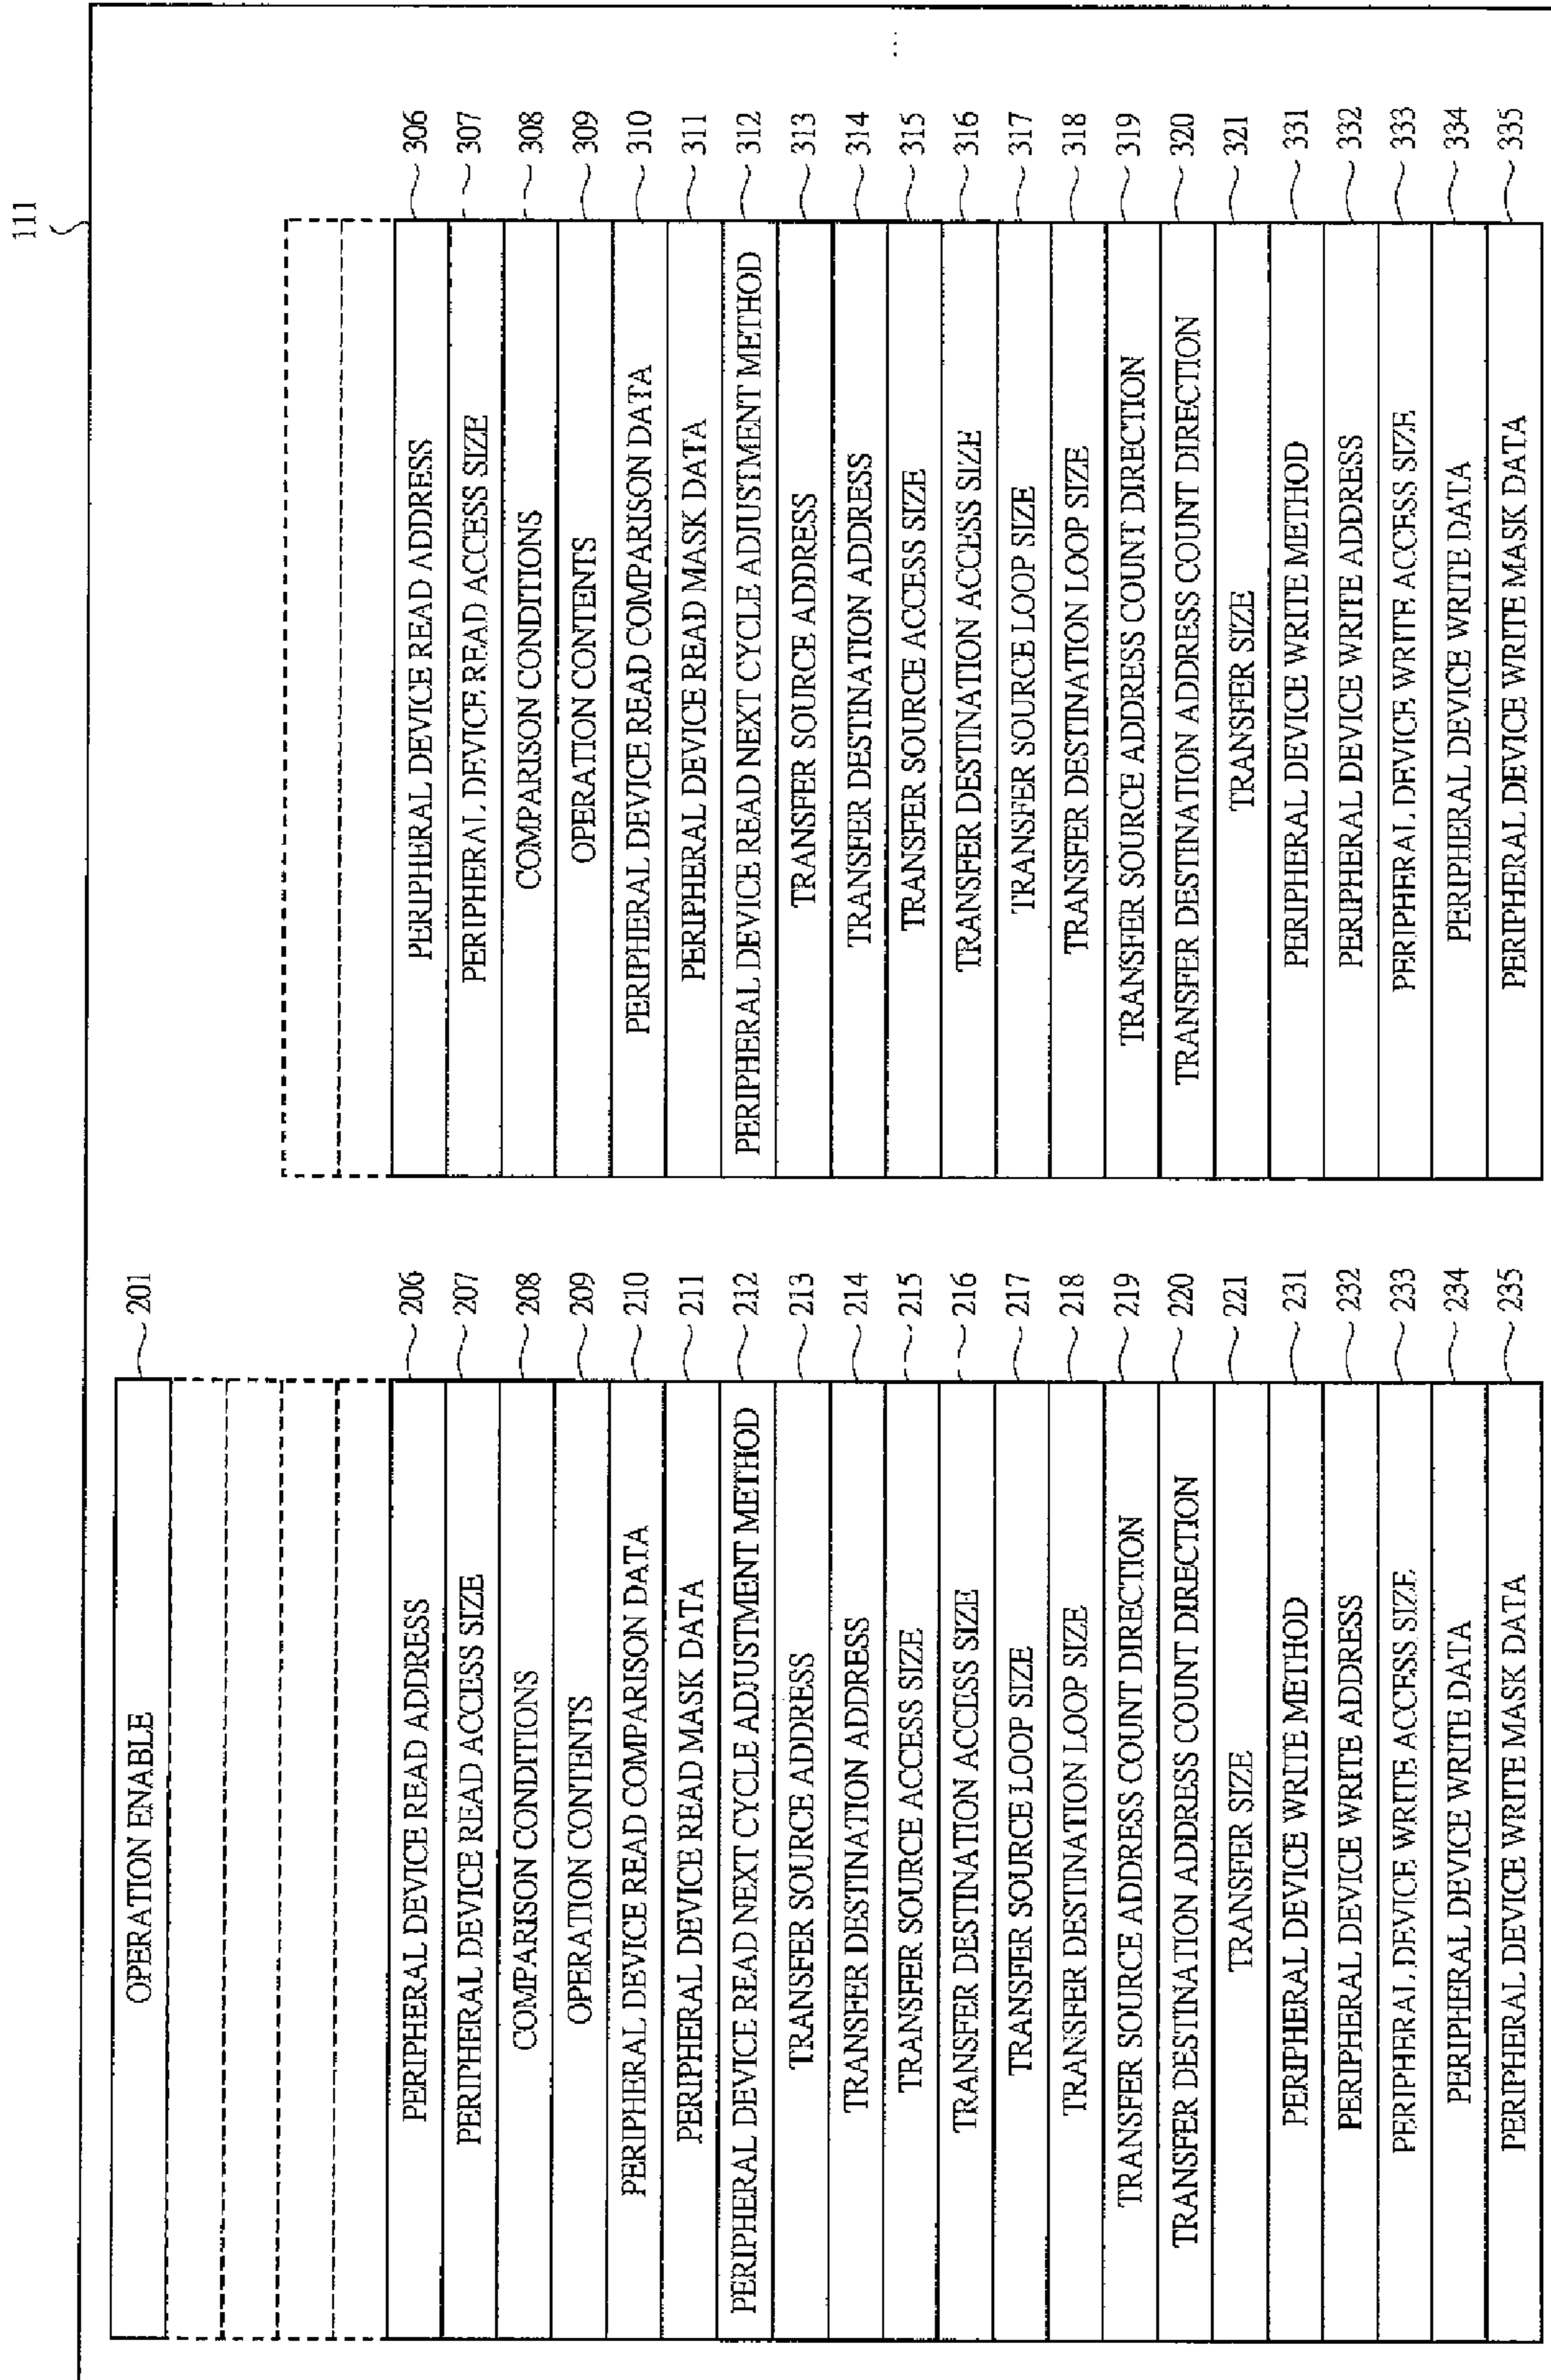 111
OPERATION ENABLE 201
PERIPHERAL DEVICE READ ADDRESS 206
PERIPHERAL DEVICE READ ACCESS SIZE 207
COMPARISON CONDITIONS 208
OPERATION CONTENTS 209
PERIPHERAL DEVICE READ COMPARISON DATA 210
PERIPHERAL DEVICE READ MASK DATA 211
PERIPHERAL DEVICE READ NEXT CYCLE ADJUSTMENT METHOD 212
TRANSFER SOURCE ADDRESS 213
TRANSFER DESTINATION ADDRESS 214
TRANSFER SOURCE ACCESS SIZE 215
TRANSFER DESTINATION ACCESS SIZE 216
TRANSFER SOURCE LOOP SIZE 217
TRANSFER DESTINATION LOOP SIZE 218
TRANSFER SOURCE ADDRESS COUNT DIRECTION 219
TRANSFER DESTINATION ADDRESS COUNT DIRECTION 220
TRANSFER SIZE 221
PERIPHERAL DEVICE WRITE METHOD 231
PERIPHERAL DEVICE WRITE ADDRESS 232
PERIPHERAL DEVICE WRITE ACCESS SIZE 233
PERIPHERAL DEVICE WRITE DATA 234
PERIPHERAL DEVICE WRITE MASK DATA 235
PERIPHERAL DEVICE READ ADDRESS 306
PERIPHERAL DEVICE READ ACCESS SIZE 307
COMPARISON CONDITIONS 308
OPERATION CONTENTS 309
PERIPHERAL DEVICE READ COMPARISON DATA 310
PERIPHERAL DEVICE READ MASK DATA 311
PERIPHERAL DEVICE READ NEXT CYCLE ADJUSTMENT METHOD 312
TRANSFER SOURCE ADDRESS 313
TRANSFER DESTINATION ADDRESS 314
TRANSFER SOURCE ACCESS SIZE 315
TRANSFER DESTINATION ACCESS SIZE 316
TRANSFER SOURCE LOOP SIZE 317
TRANSFER DESTINATION LOOP SIZE 318
TRANSFER SOURCE ADDRESS COUNT DIRECTION 319
TRANSFER DESTINATION ADDRESS COUNT DIRECTION 320
TRANSFER SIZE 321
PERIPHERAL DEVICE WRITE METHOD 331
PERIPHERAL DEVICE WRITE ADDRESS 332
PERIPHERAL DEVICE WRITE ACCESS SIZE 333
PERIPHERAL DEVICE WRITE DATA 334
PERIPHERAL DEVICE WRITE MASK DATA 335
...